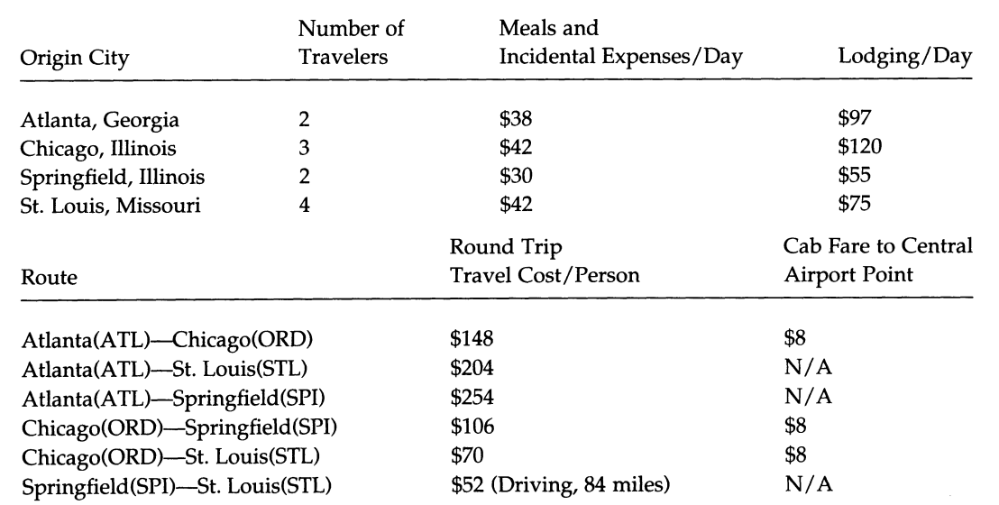 Number of Meals and
Origin City Travelers Incidental Expenses/Day Lodging/Day
Atlanta, Georgia 2 $38 $97
Chicago, Illinois 3 $42 $120
Springfield, Illinois 2 $30 $55
St. Louis, Missouri 4 $42 $75
Round Trip Cab Fare to Central
Route Travel Cost/Person Airport Point
Atlanta(ATL)—Chicago(ORD) $148 $8
Atlanta(ATL)—St. Louis(STL) $204 N/A
Atlanta(ATL)—Springfield(SPI) $254 N/A
Chicago(ORD)—Springfield(SPI) $106 $8
Chicago(ORD)—St. Louis(STL) $70 $8
Springfield(SPI)—St. Louis(STL) $52 (Driving, 84 miles) N/A